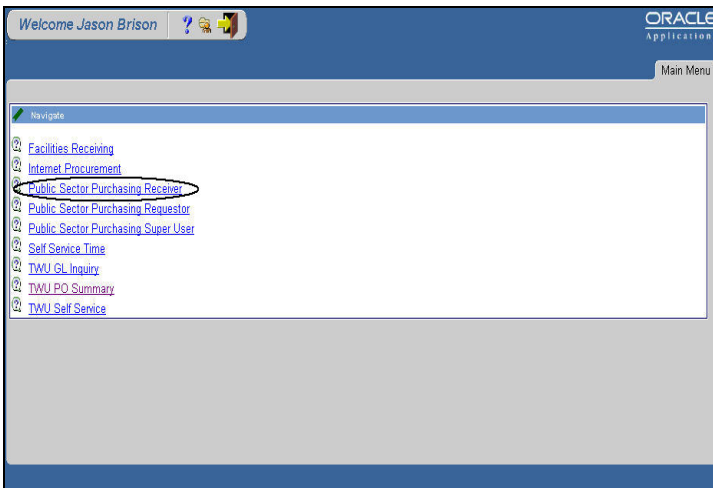 Welcome Jason Brison
?
ORACLE
Application
Main Menu
Navigate
Facilities Receiving
Internet Procurement
Public Sector Purchasing Receiver
Public Sector Purchasing Requestor
Public Sector Purchasing Super User
Self Service Time
TWU GL Inquiry
TWU PO Summary
TWU Self Service